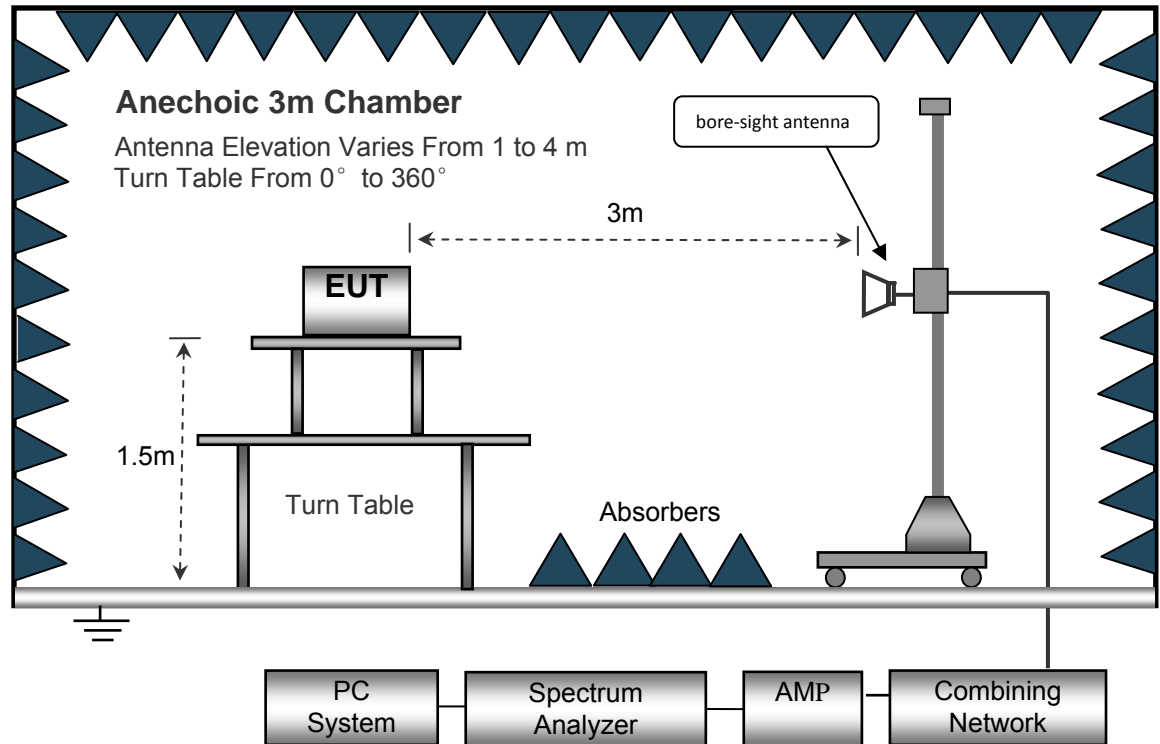 Anechoic 3m Chamber
Antenna Elevation Varies From 1 to 4 m
Turn Table From 0° to 360°
bore-sight antenna
3m
EUT
1.5m
Turn Table
Absorbers
PC
System
Spectrum
Analyzer
AMP
Combining
Network